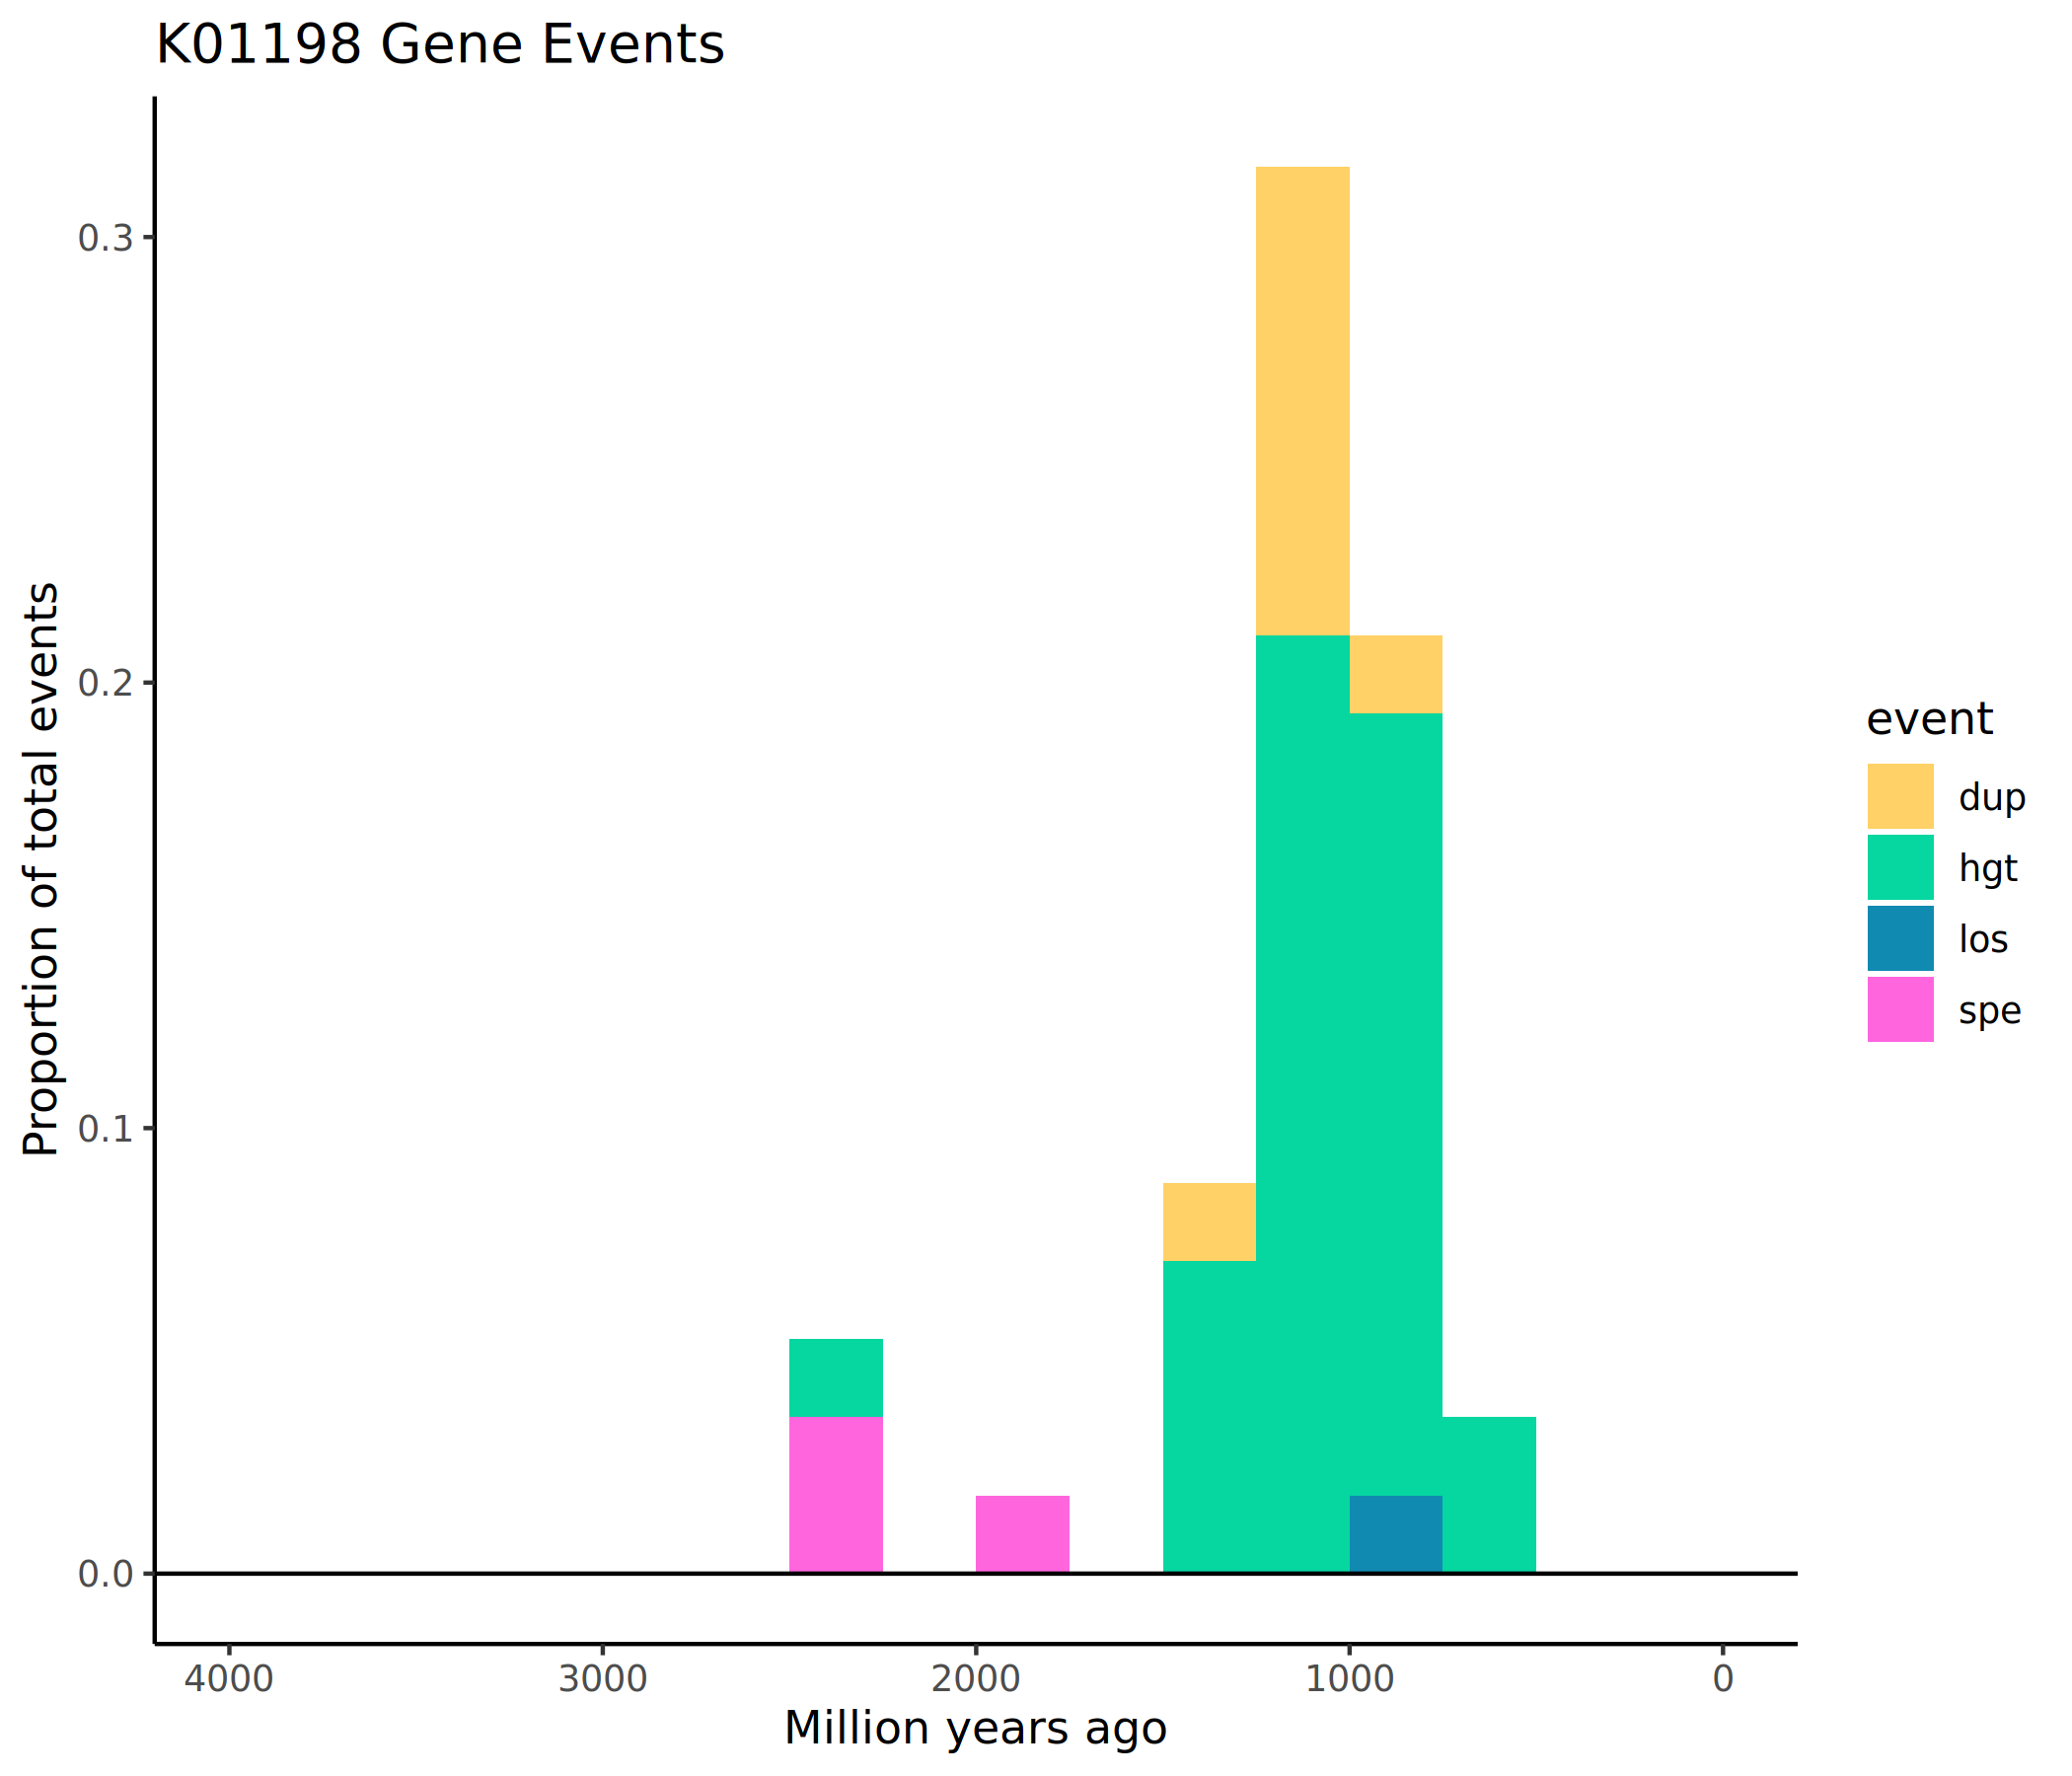 K01198 Gene Events
Proportion of total events
0.3
0.2
0.1
0.0
4000 3000 2000 1000 0
Million years ago
event
dup
hgt
los
spe